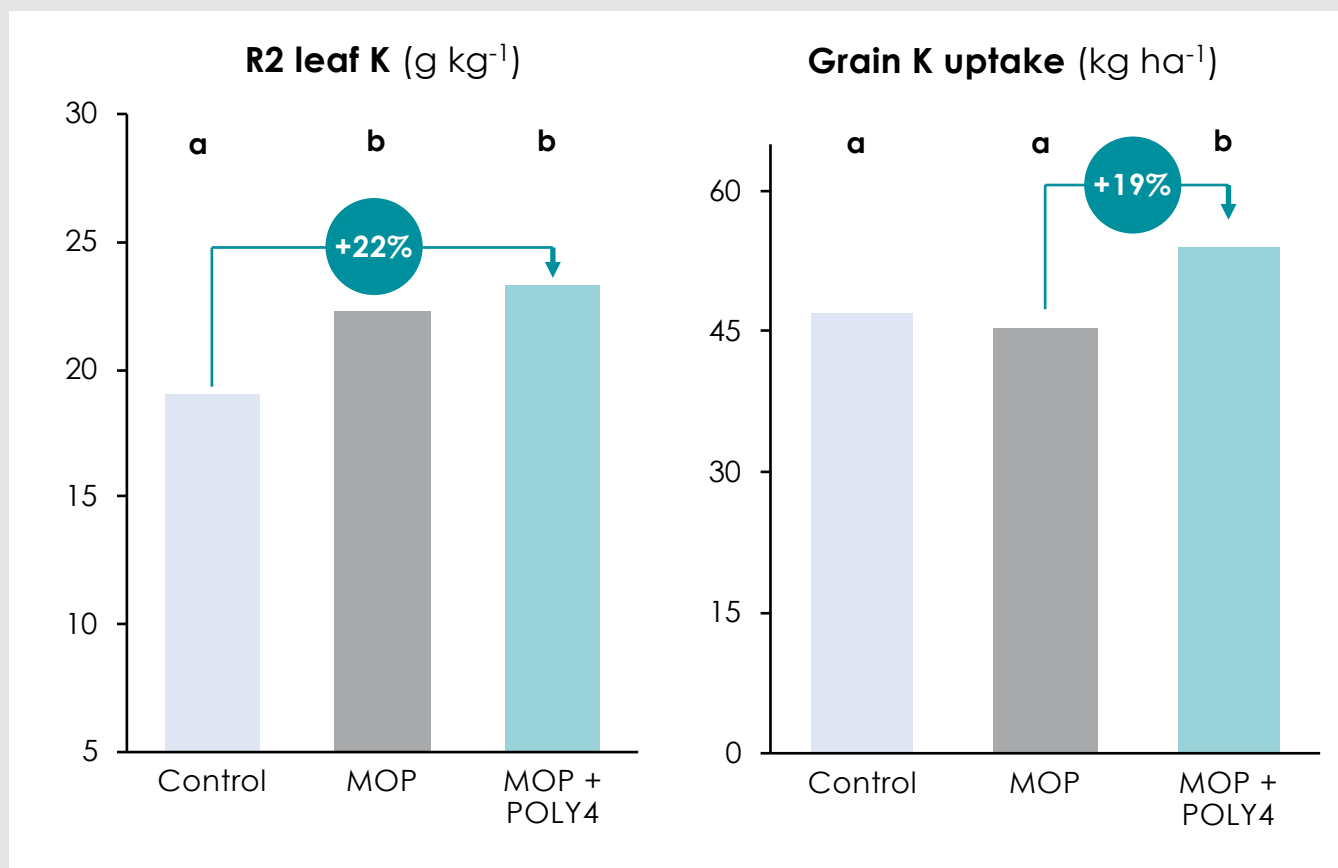 R2 leaf K (g kg⁻¹)
30
25
20
15
10
5
a
b
b
+22%
Control
MOP
MOP +
POLY4
Grain K uptake (kg ha⁻¹)
60
45
30
15
0
a
a
b
+19%
Control
MOP
MOP +
POLY4